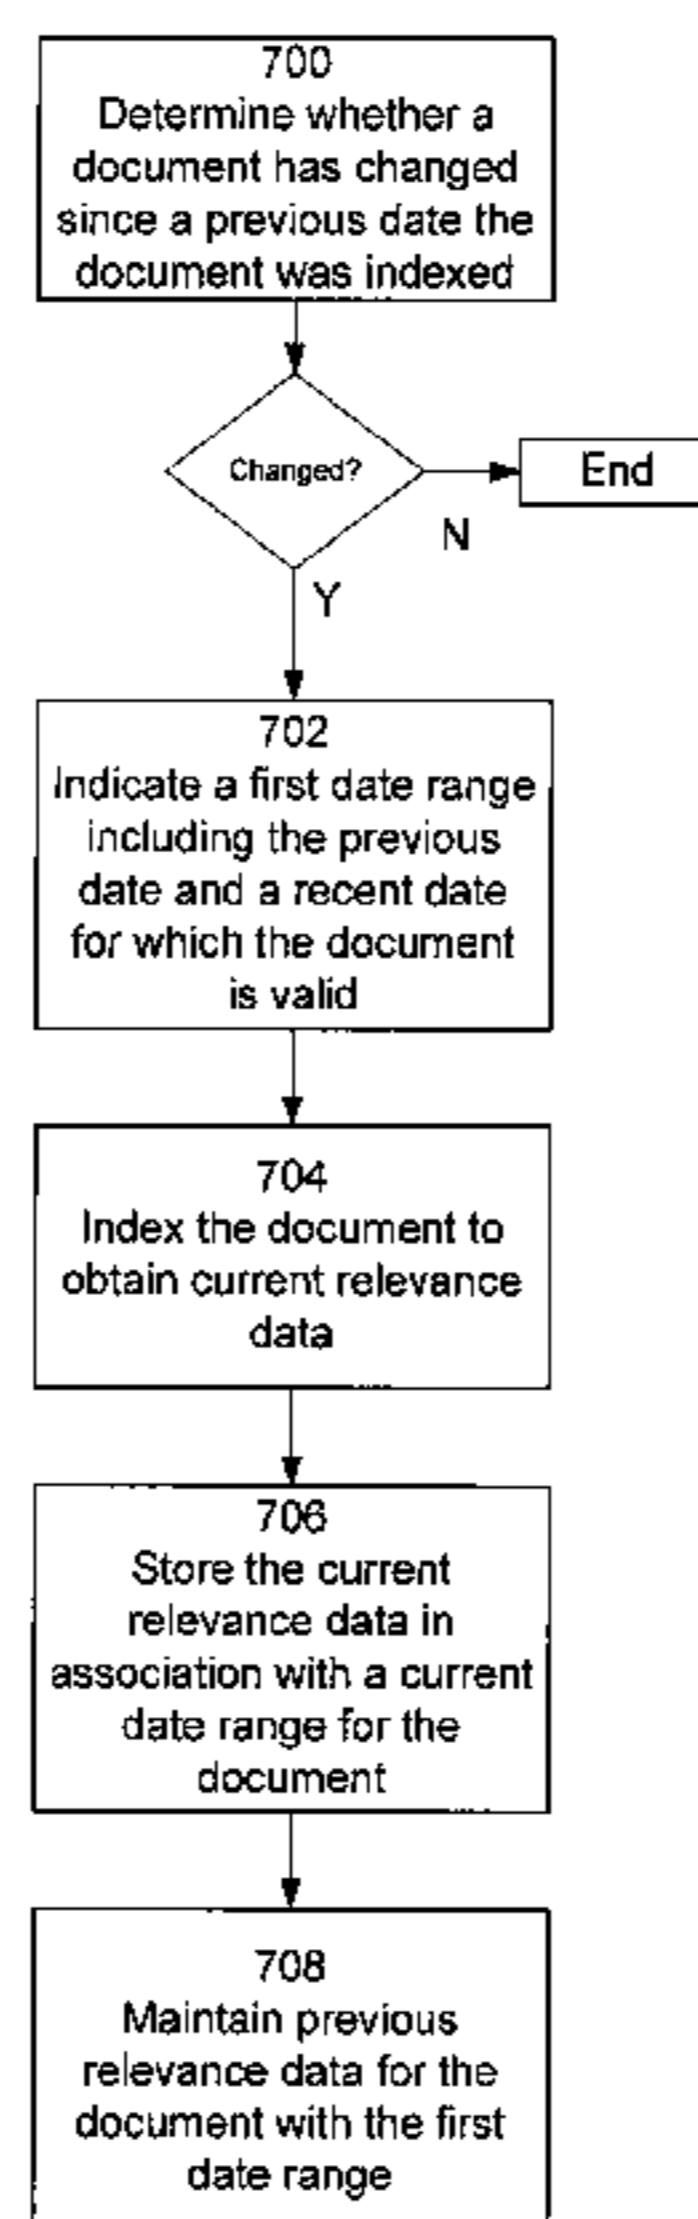 700
Determine whether a
document has changed
since a previous date the
document was indexed
Changed?
End
N
Y
702
Indicate a first date range
including the previous
date and a recent date
for which the document
is valid
704
Index the document to
obtain current relevance
data
706
Store the current
relevance data in
association with a current
date range for the
document
708
Maintain previous
relevance data for the
document with the first
date range